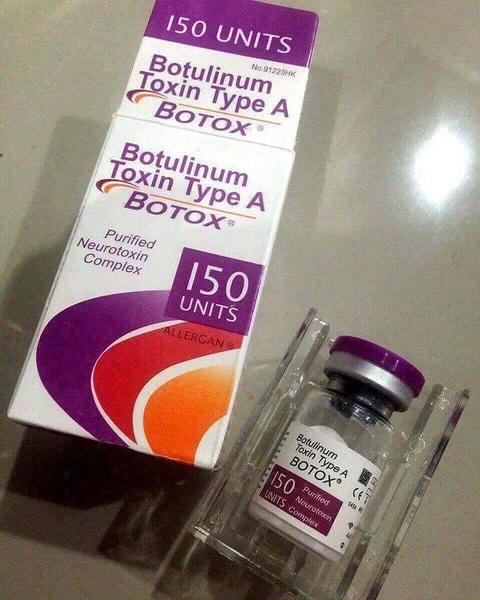 150 UNITS
No.91223HK
Botulinum
Toxin Type A
BOTOX®
Botulinum
Toxin Type A
BOTOX®
Purified
Neurotoxin
Complex
150
UNITS
ALLERGAN
Botulinum
Toxin Type A
BOTOX®
150
UNITS
Purified
Neurotoxin
Complex
CE